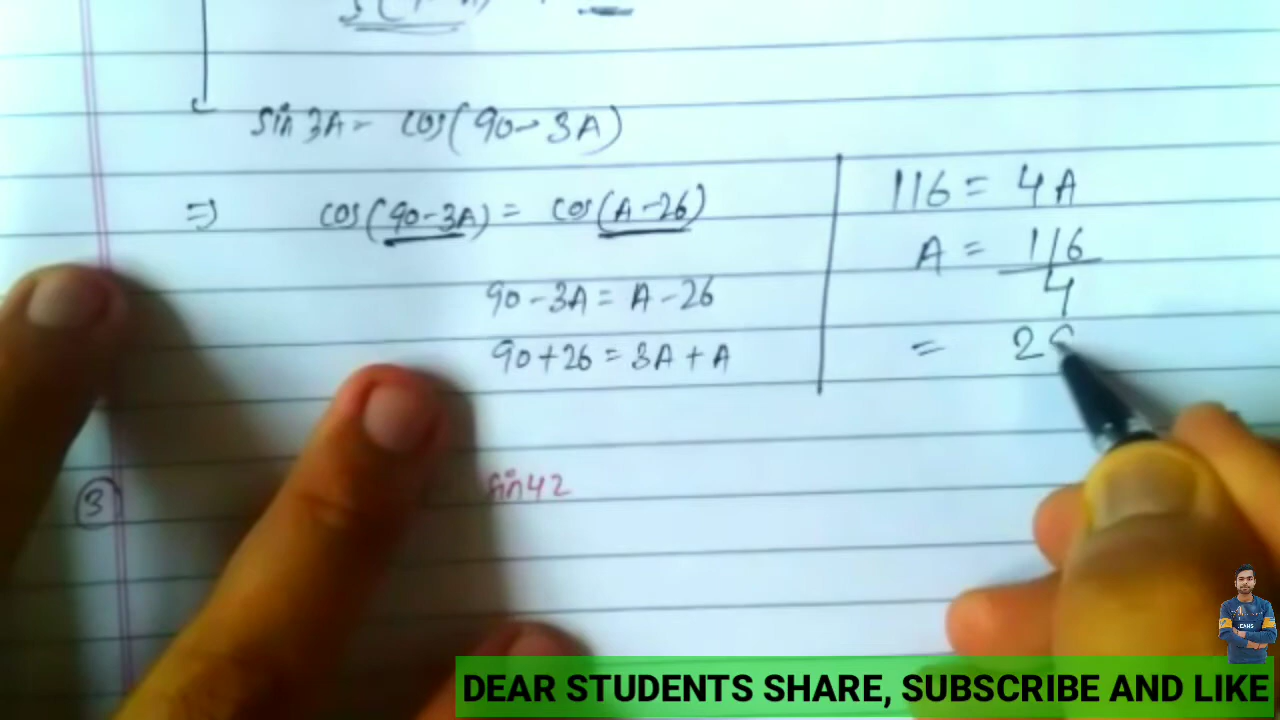 sin 3A = cos(90-3A)
=> cos(90-3A) = cos(A-26)
90-3A = A-26
90+26 = 3A+A
116 = 4A
A = 116
4
= 2
3
sin42
DEAR STUDENTS SHARE, SUBSCRIBE AND LIKE